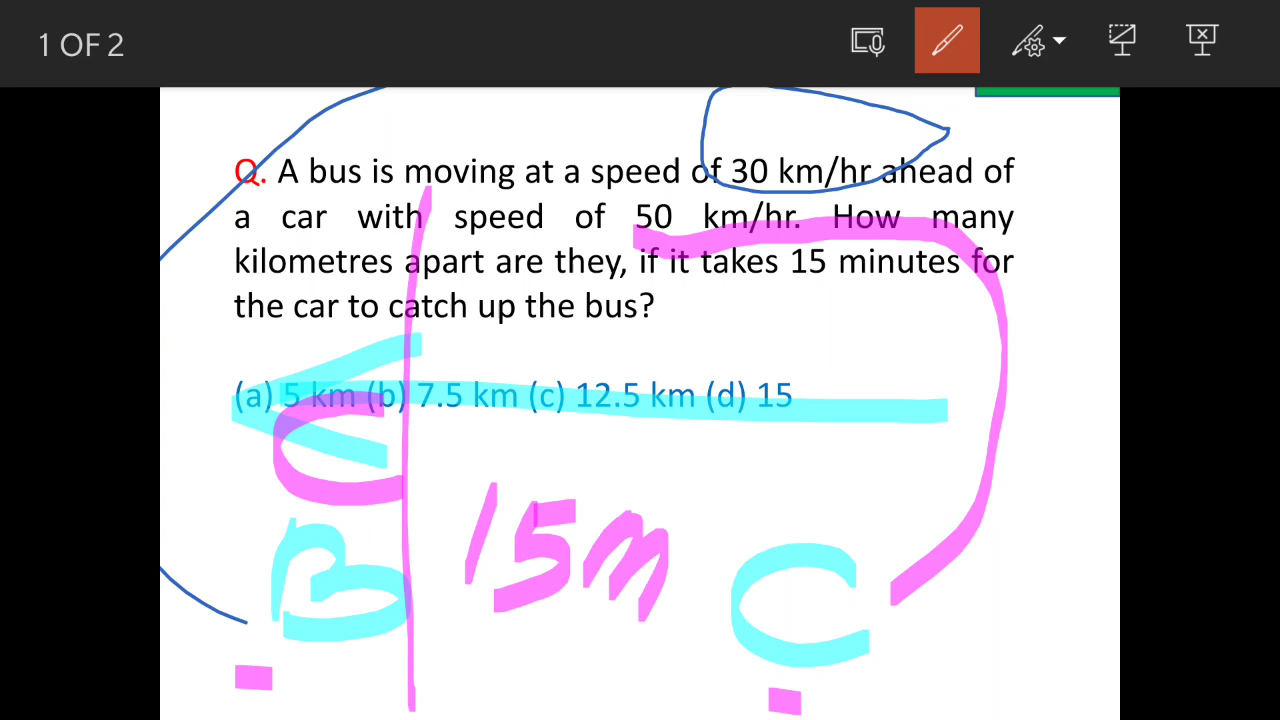 1 OF 2
Q. A bus is moving at a speed of 30 km/hr ahead of
a car with speed of 50 km/hr. How many
kilometres apart are they, if it takes 15 minutes for
the car to catch up the bus?
(a) 5 km (b) 7.5 km (c) 12.5 km (d) 15
C
15m
B
C